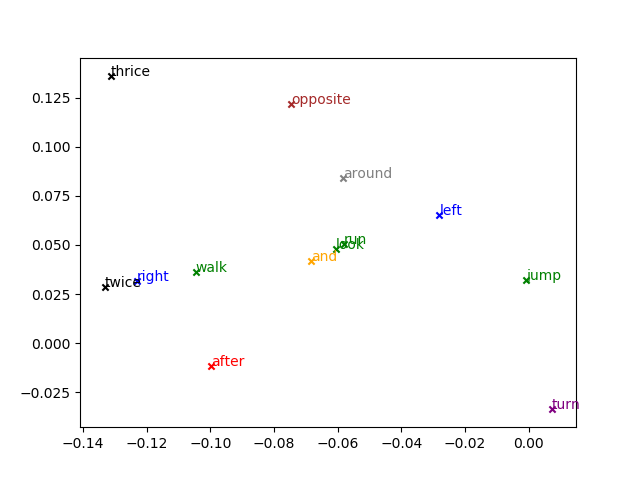 thrice
opposite
0.125
0.100
around
0.075
left
0.050
run
look
and
walk
right
twice
jump
0.025
0.000
after
−0.025
turn
−0.14 −0.12 −0.10 −0.08 −0.06 −0.04 −0.02 0.00